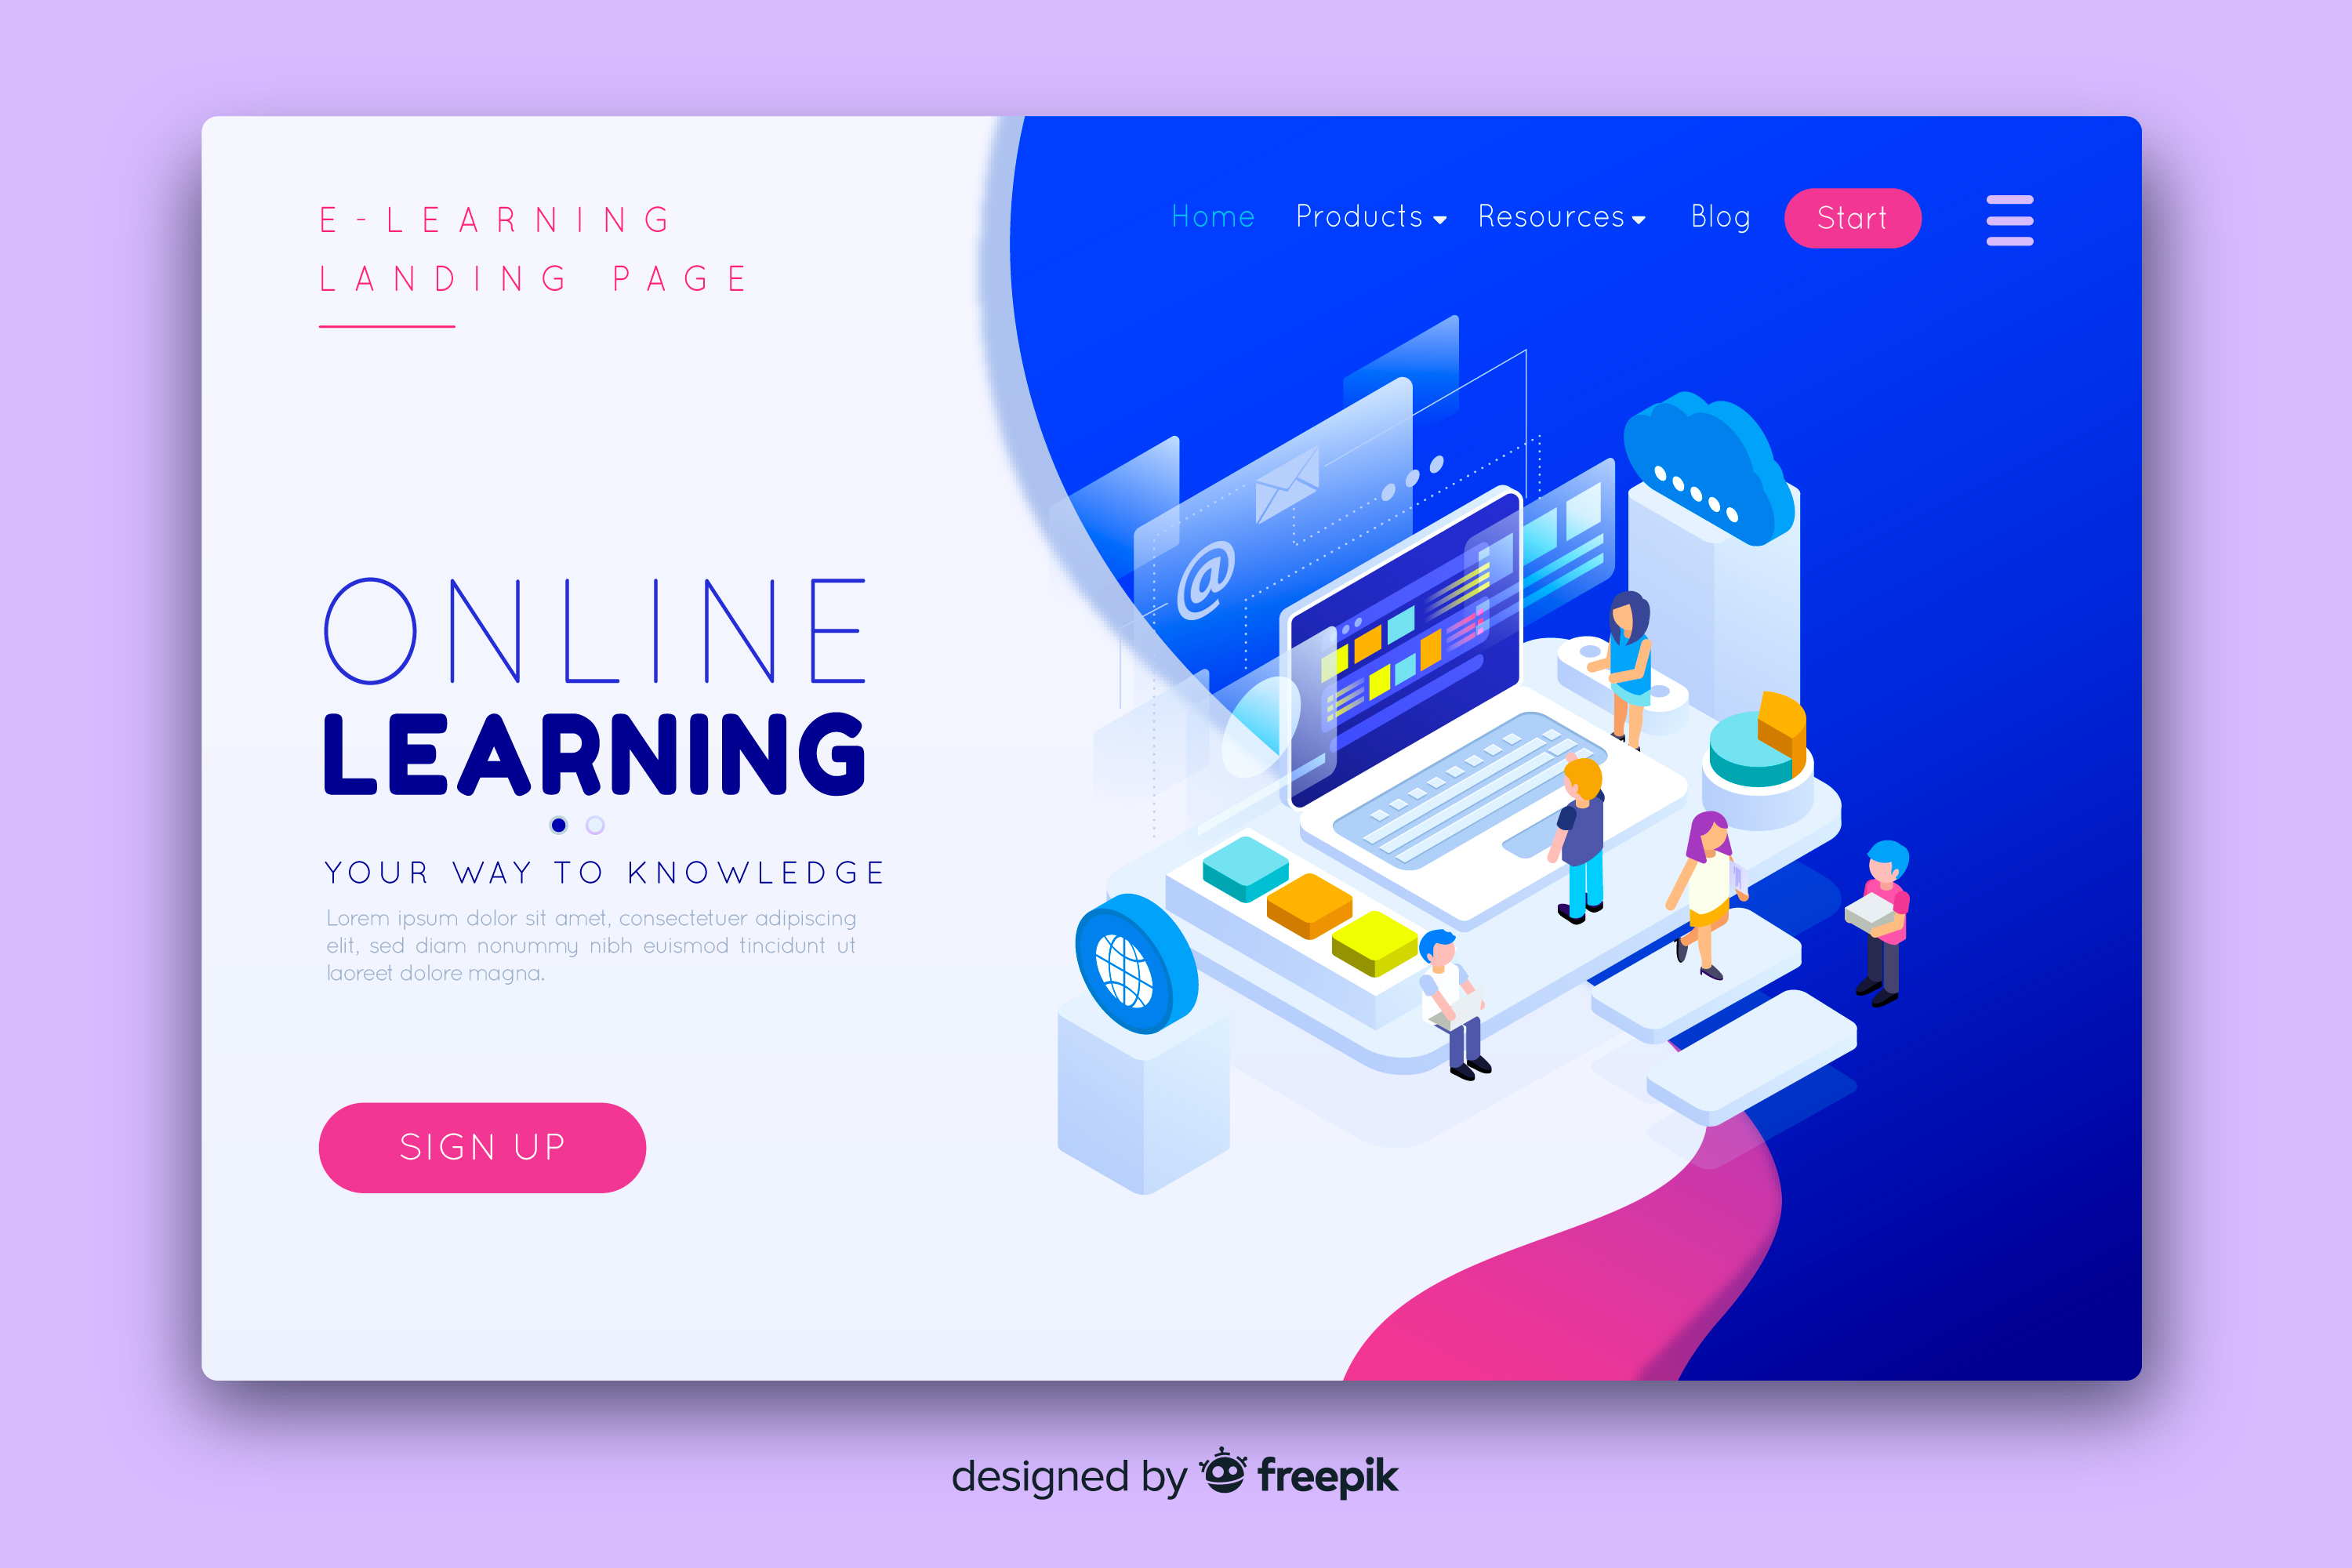 E-LEARNING
LANDING PAGE
Home Products Resources Blog Start
@
ONLINE
LEARNING
YOUR WAY TO KNOWLEDGE
Lorem ipsum dolor sit amet, consectetuer adipiscing
elit, sed diam nonummy nibh euismod tincidunt ut
laoreet dolore magna.
SIGN UP
designed by freepik